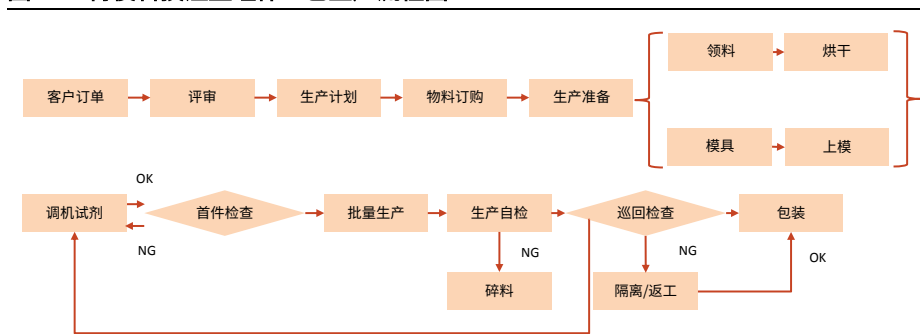 领料
烘干
客户订单
评审
生产计划
物料订购
生产准备
模具
上模
OK
调机试剂
首件检查
批量生产
生产自检
巡回检查
包装
NG
NG
NG
OK
碎料
隔离/返工